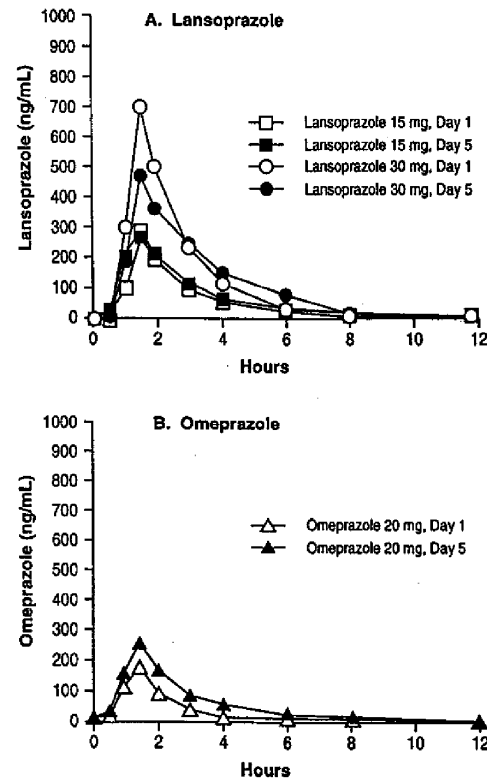 A. Lansoprazole
1000
900
800
700
600
500
400
300
200
100
0
Lansoprazole (ng/mL)
Lansoprazole 15 mg, Day 1
Lansoprazole 15 mg, Day 5
Lansoprazole 30 mg, Day 1
Lansoprazole 30 mg, Day 5
0 2 4 6 8 12
Hours
B. Omeprazole
1000
900
800
700
600
500
400
300
200
100
0
Omeprazole (ng/mL)
Omeprazole 20 mg, Day 1
Omeprazole 20 mg, Day 5
0 2 4 6 8 12
Hours